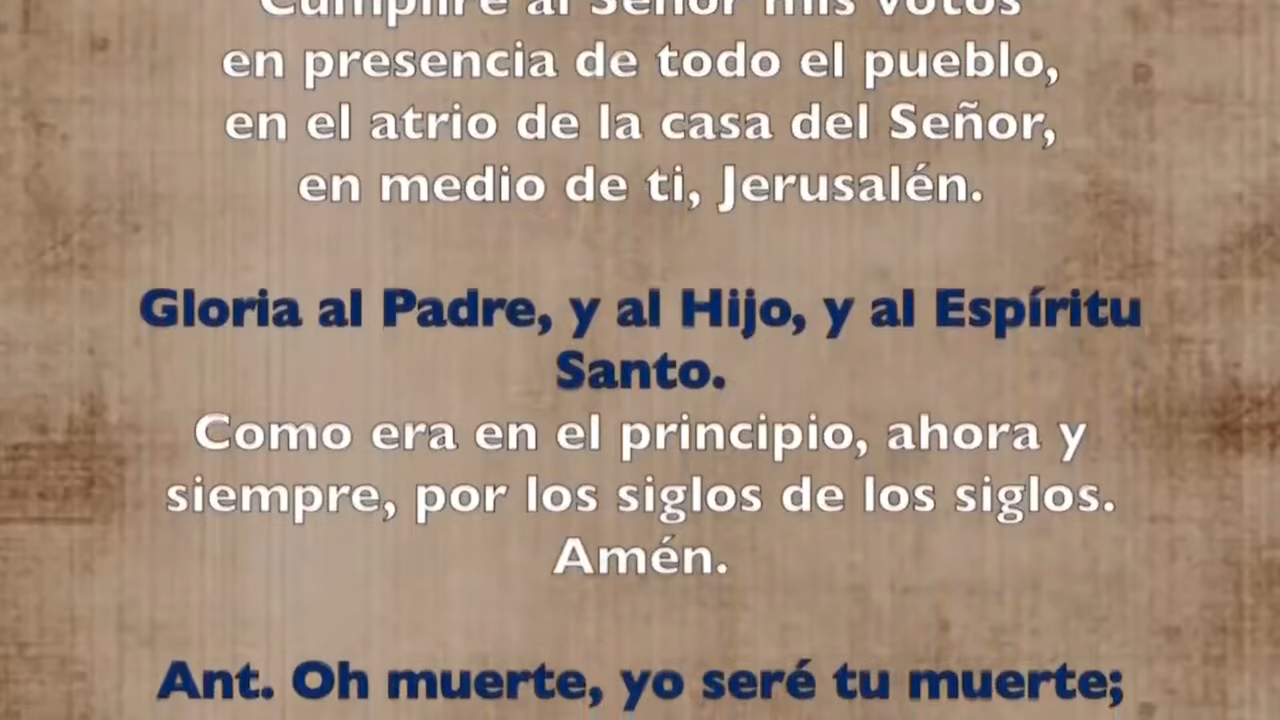 Cumpliré al Señor mis votos
en presencia de todo el pueblo,
en el atrio de la casa del Señor,
en medio de ti, Jerusalén.
Gloria al Padre, y al Hijo, y al Espíritu
Santo.
Como era en el principio, ahora y
siempre, por los siglos de los siglos.
Amén.
Ant. Oh muerte, yo seré tu muerte;